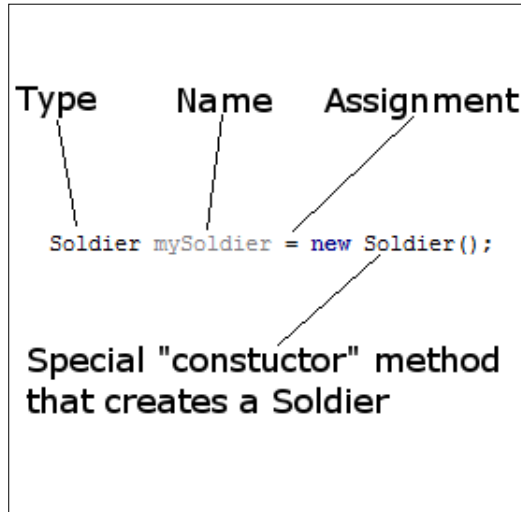 Type Name Assignment
Soldier mySoldier = new Soldier();
Special "constuctor" method
that creates a Soldier